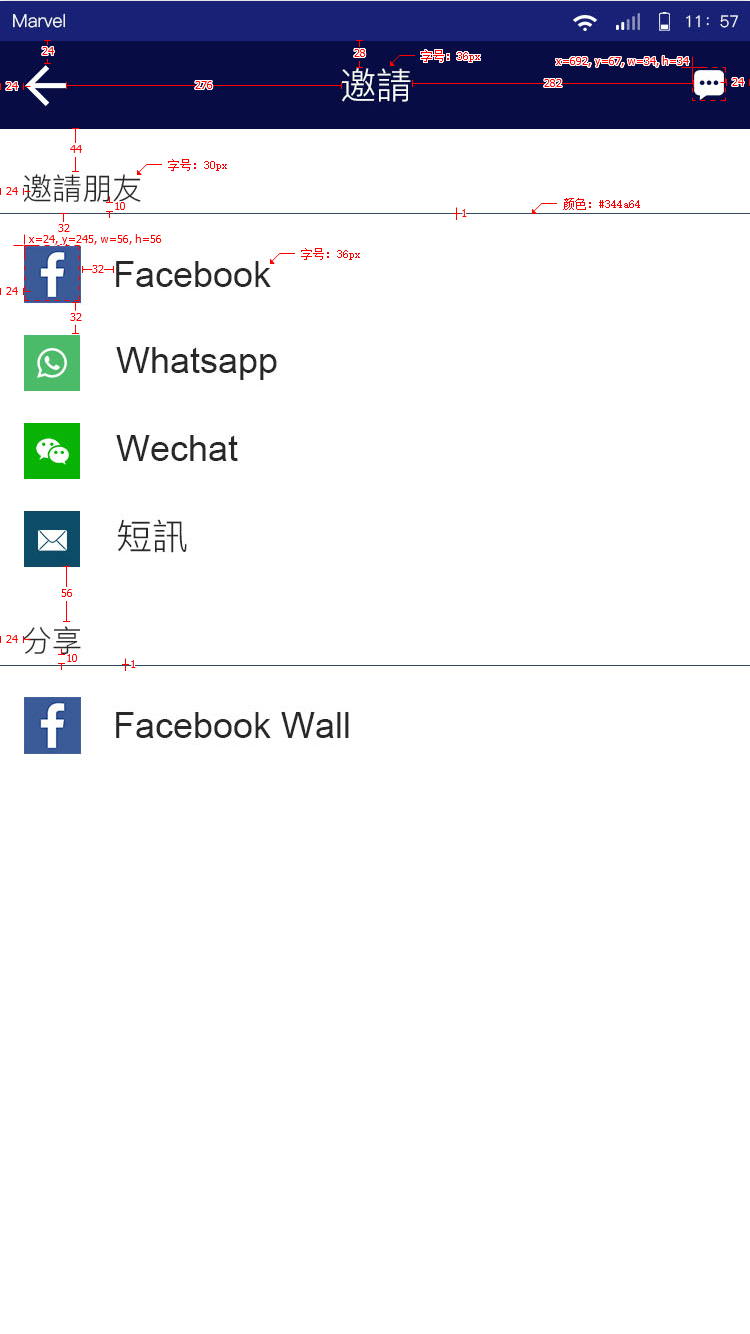 Marvel 11: 57
24 28 字号: 36px
x=692, y=67, w=34, h=34
24 276 邀請 282 24
44
字号: 30px
24 邀請朋友
10 1 颜色: #344a64
32
x=24, y=245, w=56, h=56
字号: 36px
32 Facebook
24
32
Whatsapp
Wechat
短訊
56
24 分享
10 1
Facebook Wall